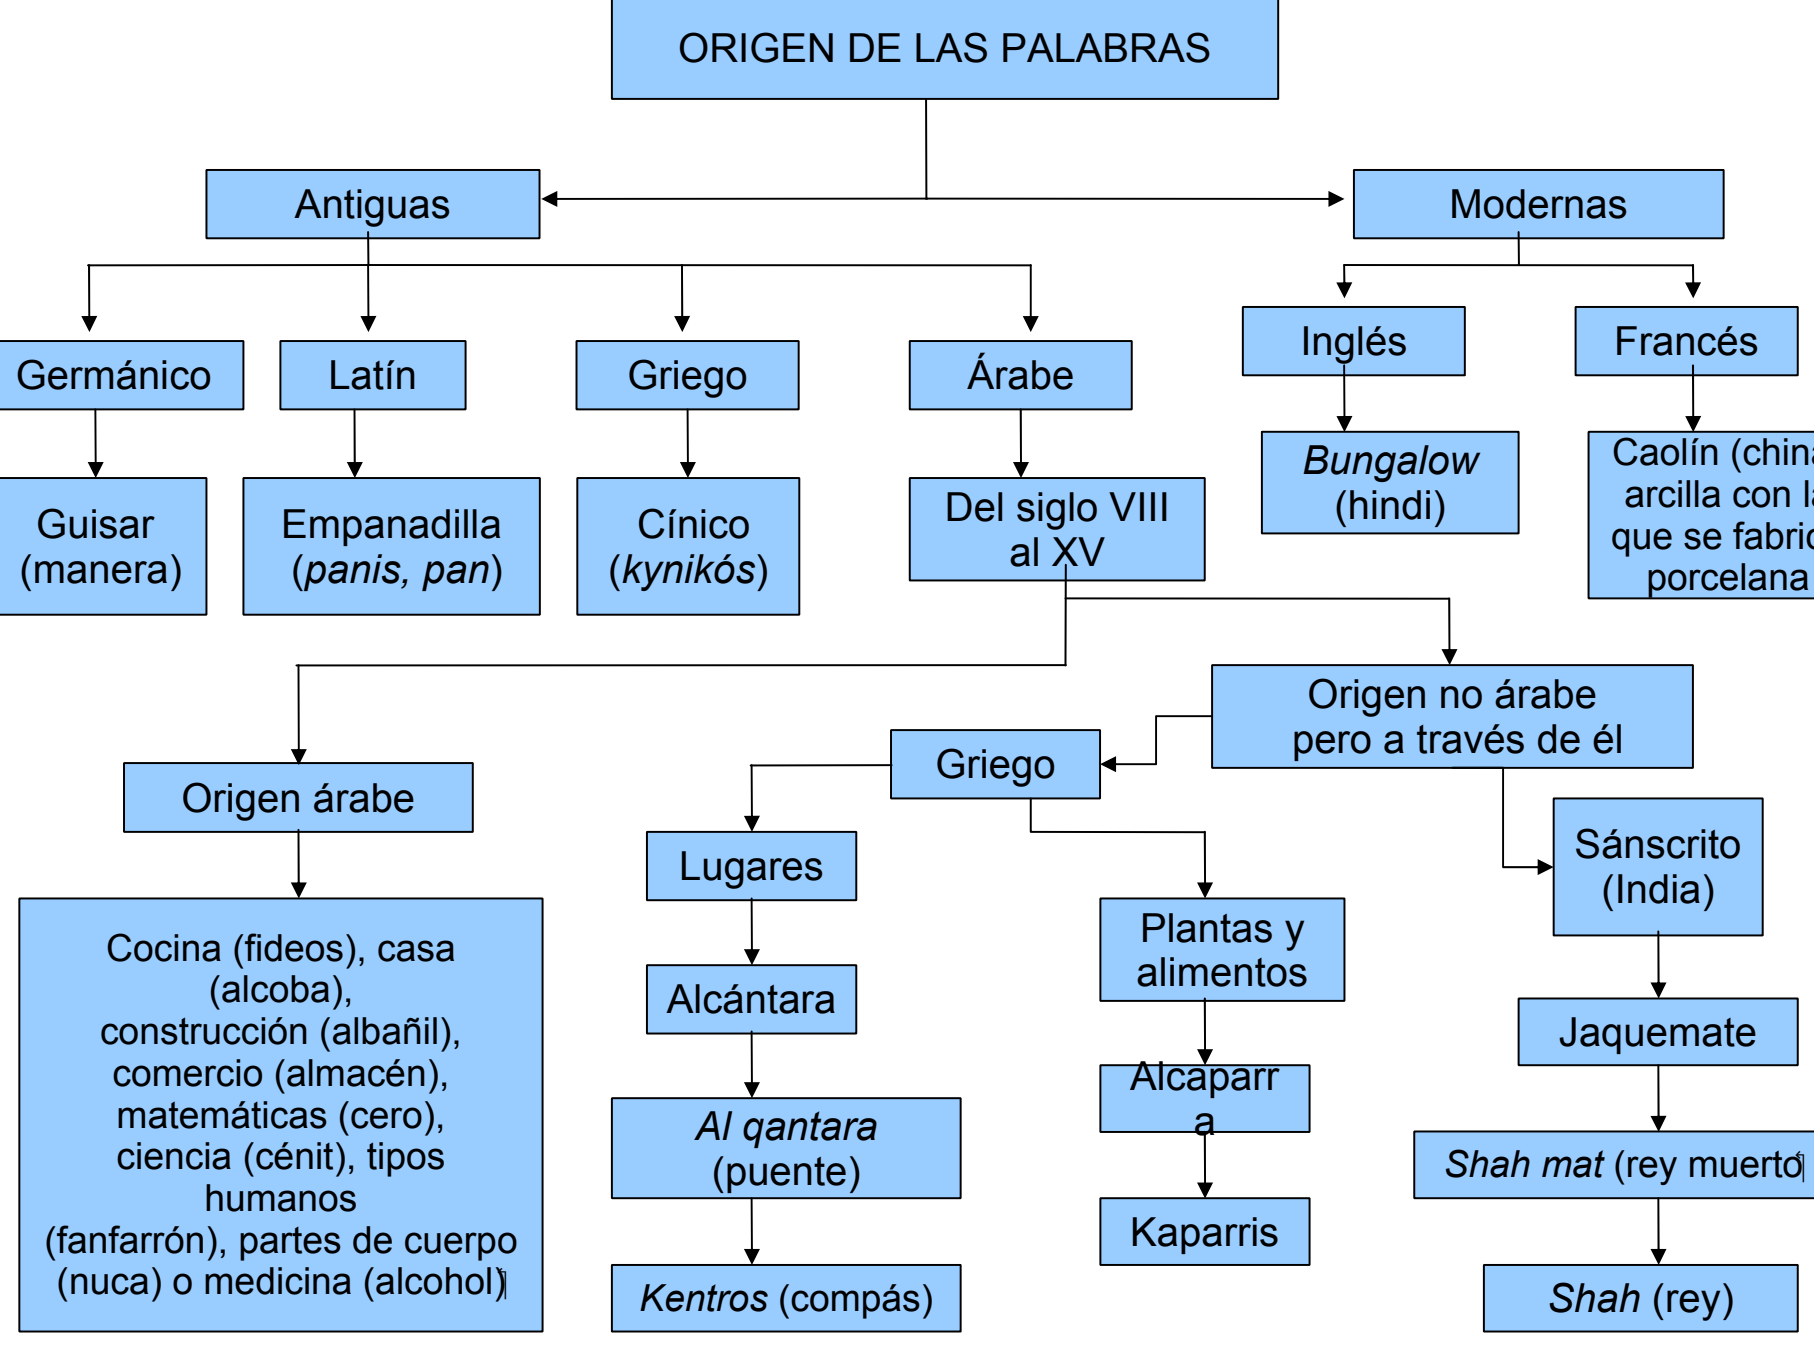 ORIGEN DE LAS PALABRAS
Antiguas
Modernas
Germánico
Latín
Griego
Árabe
Inglés
Francés
Guisar
(manera)
Empanadilla
(panis, pan)
Cínico
(kynikós)
Del siglo VIII
al XV
Bungalow
(hindi)
Caolín (china
arcilla con la
que se fabric
porcelana
Origen no árabe
pero a través de él
Griego
Origen árabe
Sánscrito
(India)
Lugares
Plantas y
alimentos
Cocina (fideos), casa
(alcoba),
construcción (albañil),
comercio (almacén),
matemáticas (cero),
ciencia (cénit), tipos
humanos
(fanfarrón), partes de cuerpo
(nuca) o medicina (alcohol)
Alcántara
Jaquemate
Alcaparr
a
Al qantara
(puente)
Shah mat (rey muerto
Kaparris
Kentros (compás)
Shah (rey)